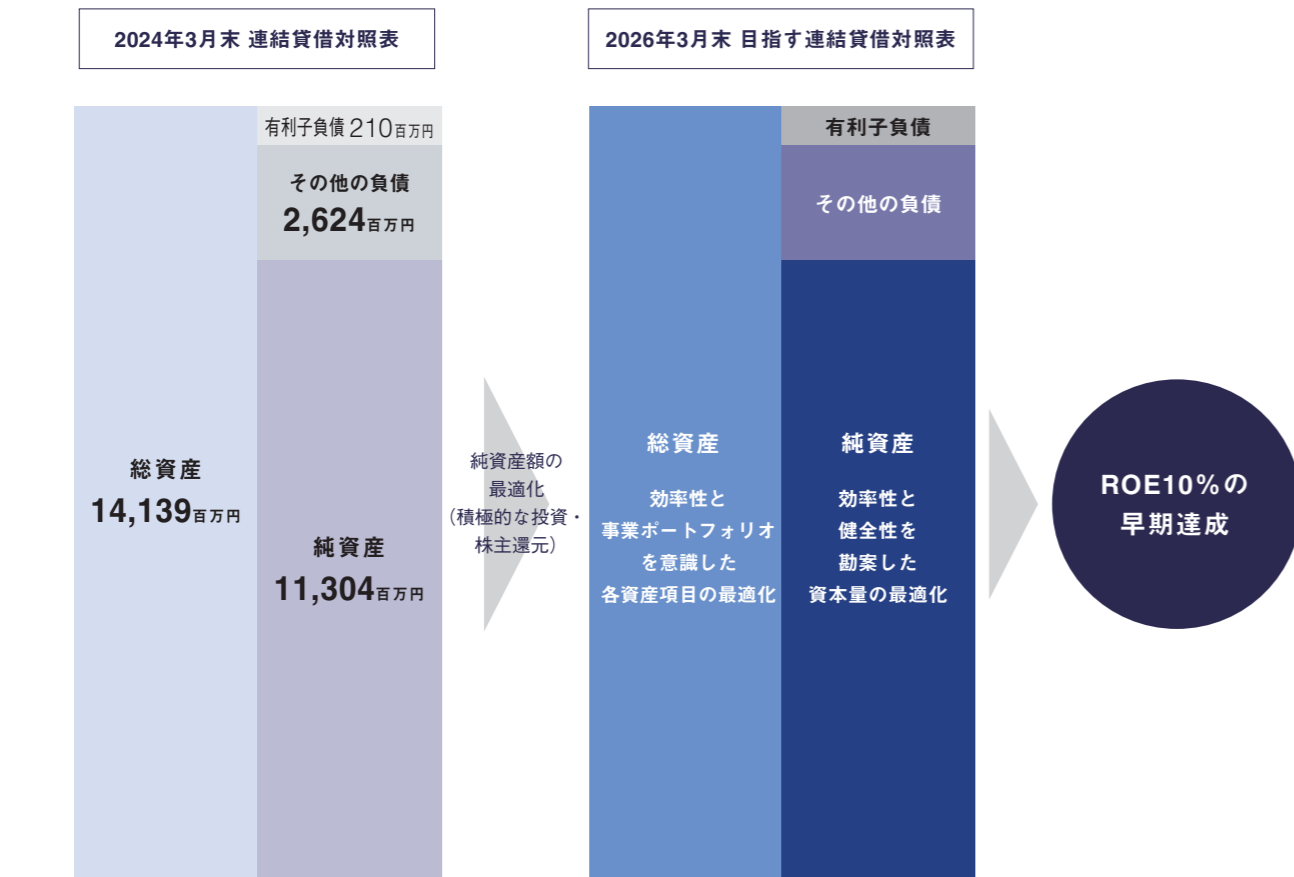 2024年3月末 連結貸借対照表
有利子負債 210百万円
その他の負債
2,624百万円
総資産
14,139百万円
純資産
11,304百万円
純資産額の
最適化
（積極的な投資・
株主還元）
2026年3月末 目指す連結貸借対照表
有利子負債
その他の負債
総資産
効率性と
事業ポートフォリオ
を意識した
各資産項目の最適化
純資産
効率性と
健全性を
勘案した
資本量の最適化
ROE10%の
早期達成